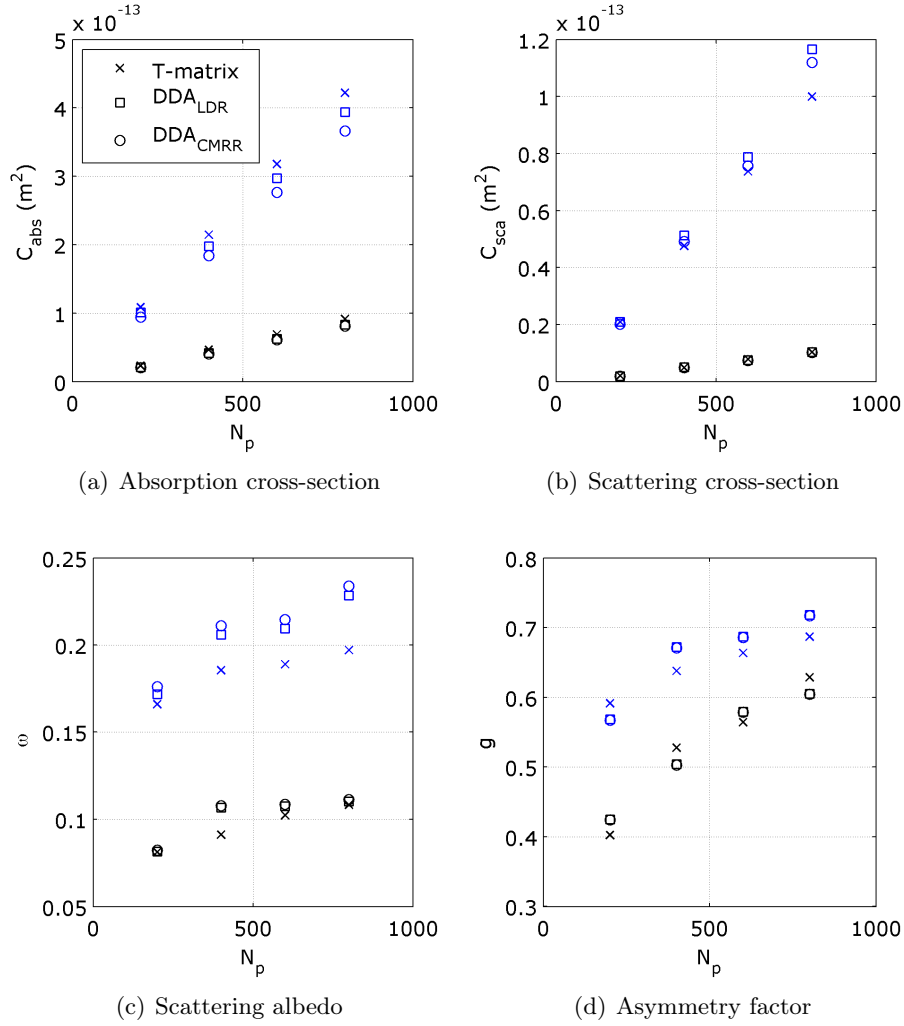 x 10^-13
5
4
3
2
1
0
C_abs (m^2)
T-matrix
DDA_LDR
DDA_CMRR
0 500 1000
N_p
(a) Absorption cross-section
x 10^-13
1.2
1
0.8
0.6
0.4
0.2
0
C_sca (m^2)
0 500 1000
N_p
(b) Scattering cross-section
0.25
0.2
0.15
0.1
0.05
ω
0 500 1000
N_p
(c) Scattering albedo
0.8
0.7
0.6
0.5
0.4
0.3
g
0 500 1000
N_p
(d) Asymmetry factor